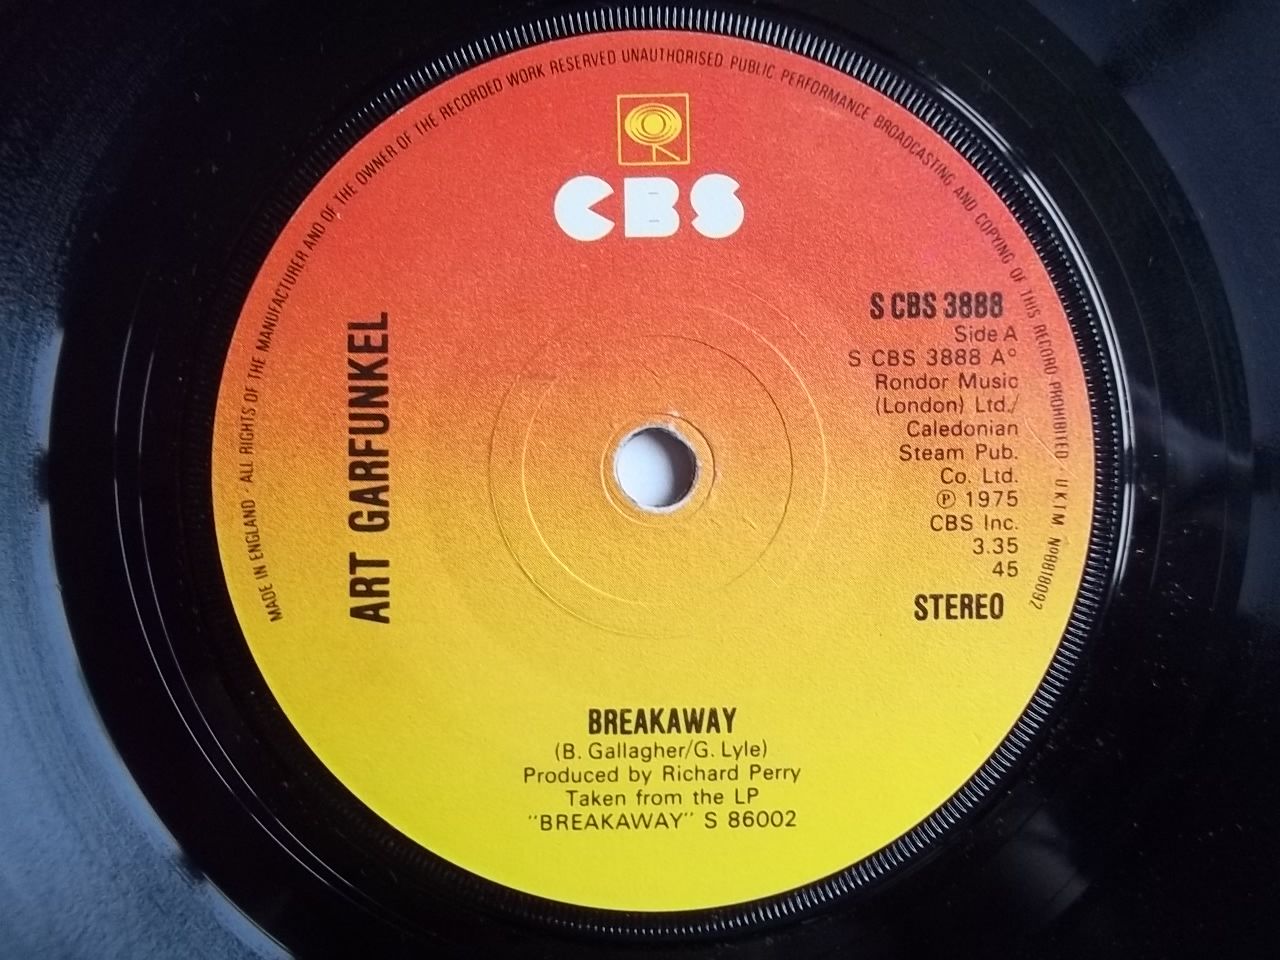 MADE IN ENGLAND · ALL RIGHTS OF THE MANUFACTURER AND OF THE OWNER OF THE RECORDED WORK RESERVED UNAUTHORISED PUBLIC PERFORMANCE BROADCASTING AND COPYING OF THIS RECORD PROHIBITED · U·K·T·M· No8818092
CBS
ART GARFUNKEL
S CBS 3888
Side A
S CBS 3888 A°
Rondor Music
(London) Ltd./
Caledonian
Steam Pub.
Co. Ltd.
℗ 1975
CBS Inc.
3.35
45
STEREO
BREAKAWAY
(B. Gallagher/G. Lyle)
Produced by Richard Perry
Taken from the LP
"BREAKAWAY" S 86002